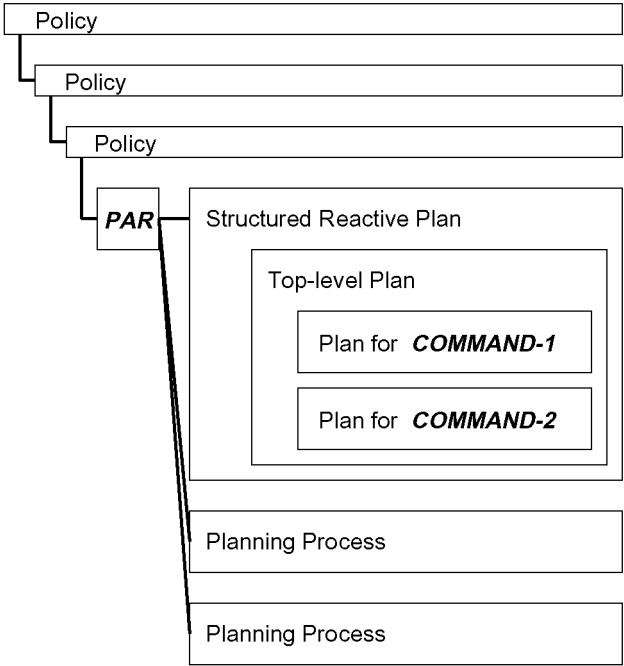 Policy
Policy
Policy
PAR
Structured Reactive Plan
Top-level Plan
Plan for COMMAND-1
Plan for COMMAND-2
Planning Process
Planning Process